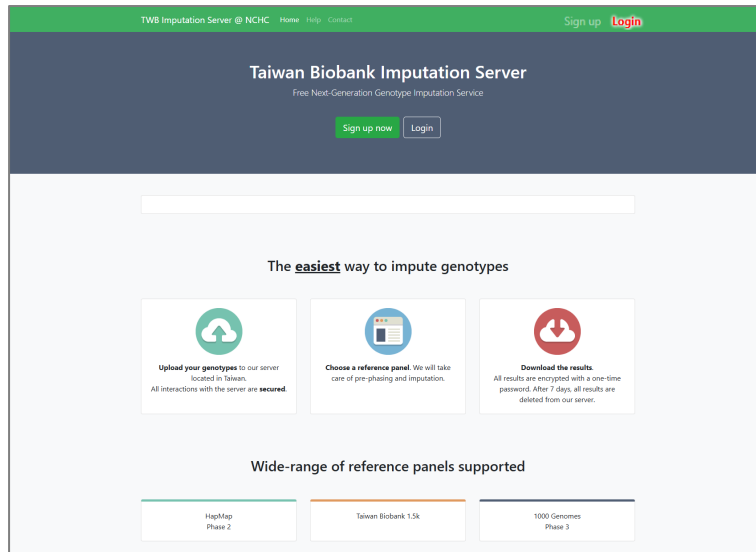 TWB Imputation Server @ NCHC Home Help Contact Sign up Login
Taiwan Biobank Imputation Server
Free Next-Generation Genotype Imputation Service
Sign up now Login
The easiest way to impute genotypes
Upload your genotypes to our server
located in Taiwan.
All interactions with the server are secured.
Choose a reference panel. We will take
care of pre-phasing and imputation.
Download the results.
All results are encrypted with a one-time
password. After 7 days, all results are
deleted from our server.
Wide-range of reference panels supported
HapMap
Phase 2
Taiwan Biobank 1.5k
1000 Genomes
Phase 3